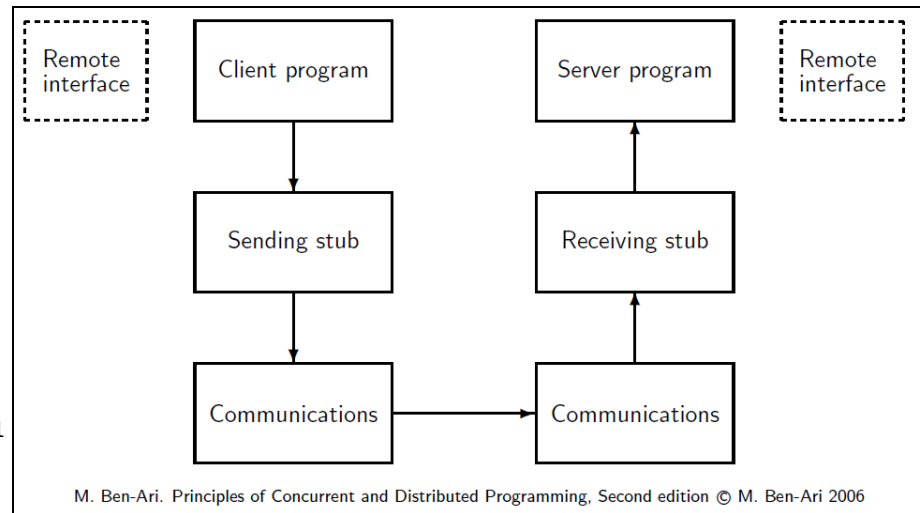 Remote
interface
Client program
Server program
Remote
interface
Sending stub
Receiving stub
Communications
Communications
M. Ben-Ari. Principles of Concurrent and Distributed Programming, Second edition © M. Ben-Ari 2006